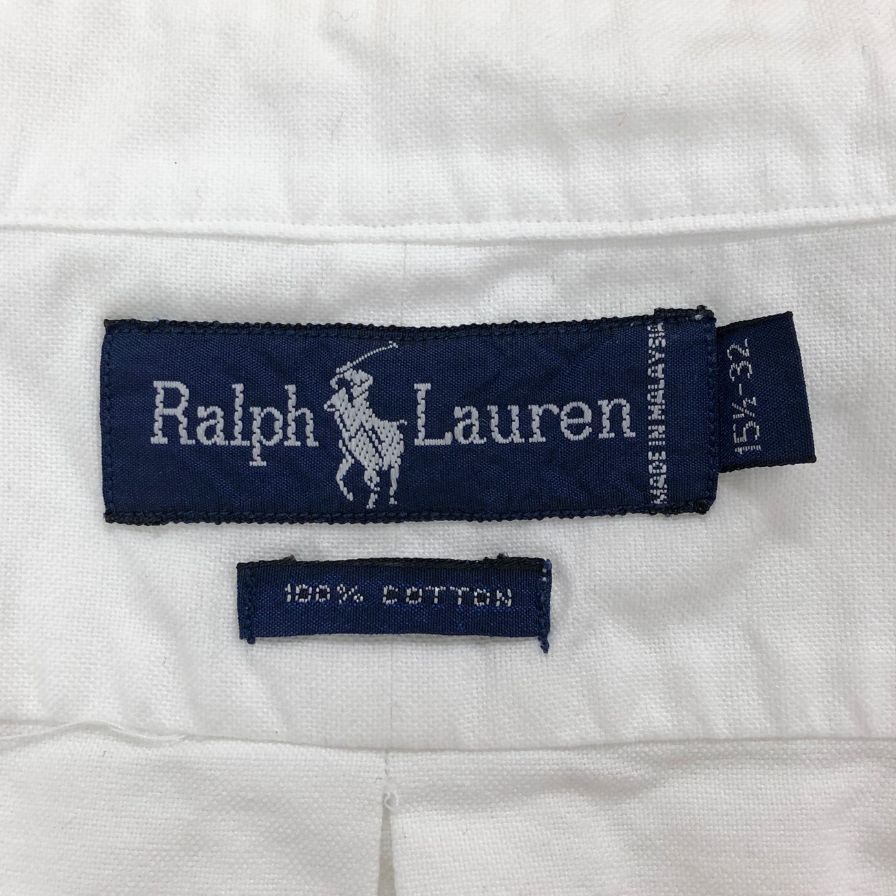 Ralph Lauren
MADE IN MALAYSIA
15½-32
100% COTTON